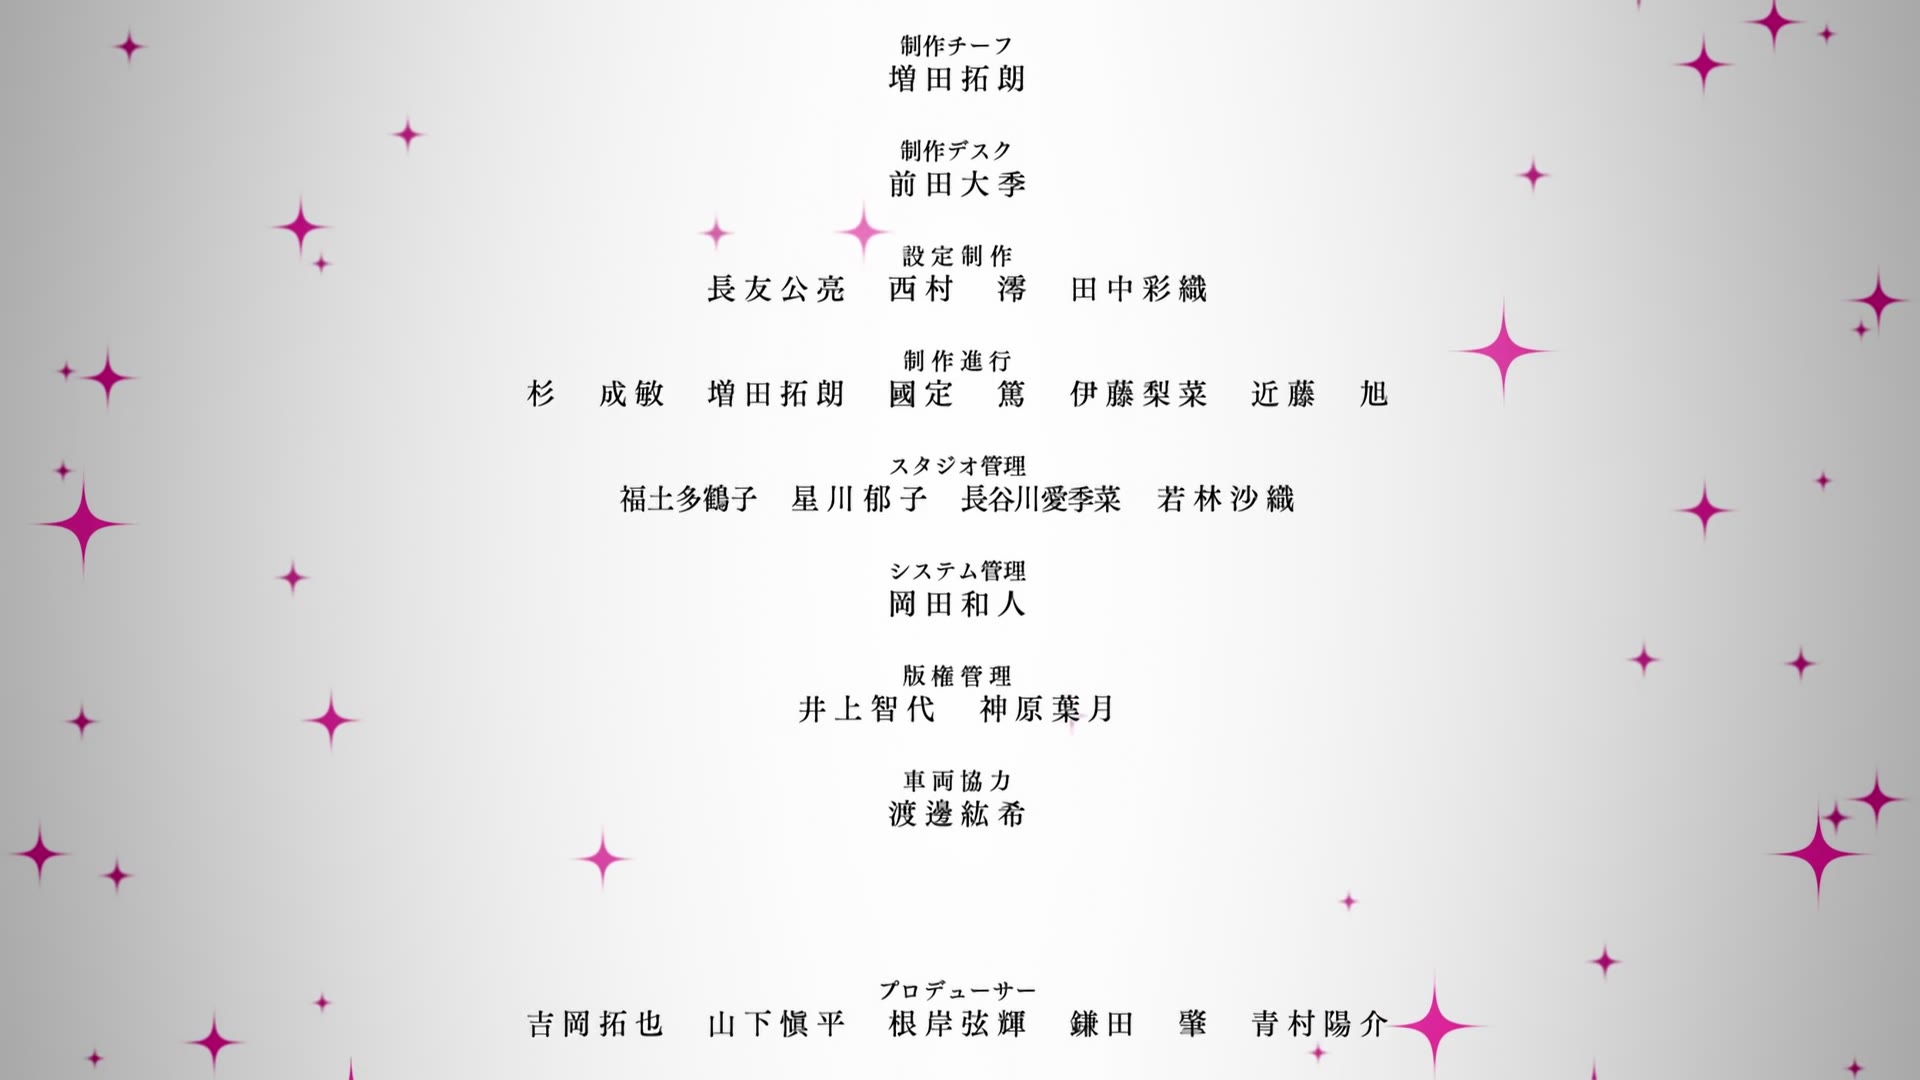 制作チーフ
増田拓朗
制作デスク
前田大季
設定制作
長友公亮　西村　澪　田中彩織
制作進行
杉　成敏　増田拓朗　國定　篤　伊藤梨菜　近藤　旭
スタジオ管理
福士多鶴子　星川郁子　長谷川愛季菜　若林沙織
システム管理
岡田和人
版権管理
井上智代　神原葉月
車両協力
渡邊紘希
プロデューサー
吉岡拓也　山下愼平　根岸弦輝　鎌田　肇　青村陽介